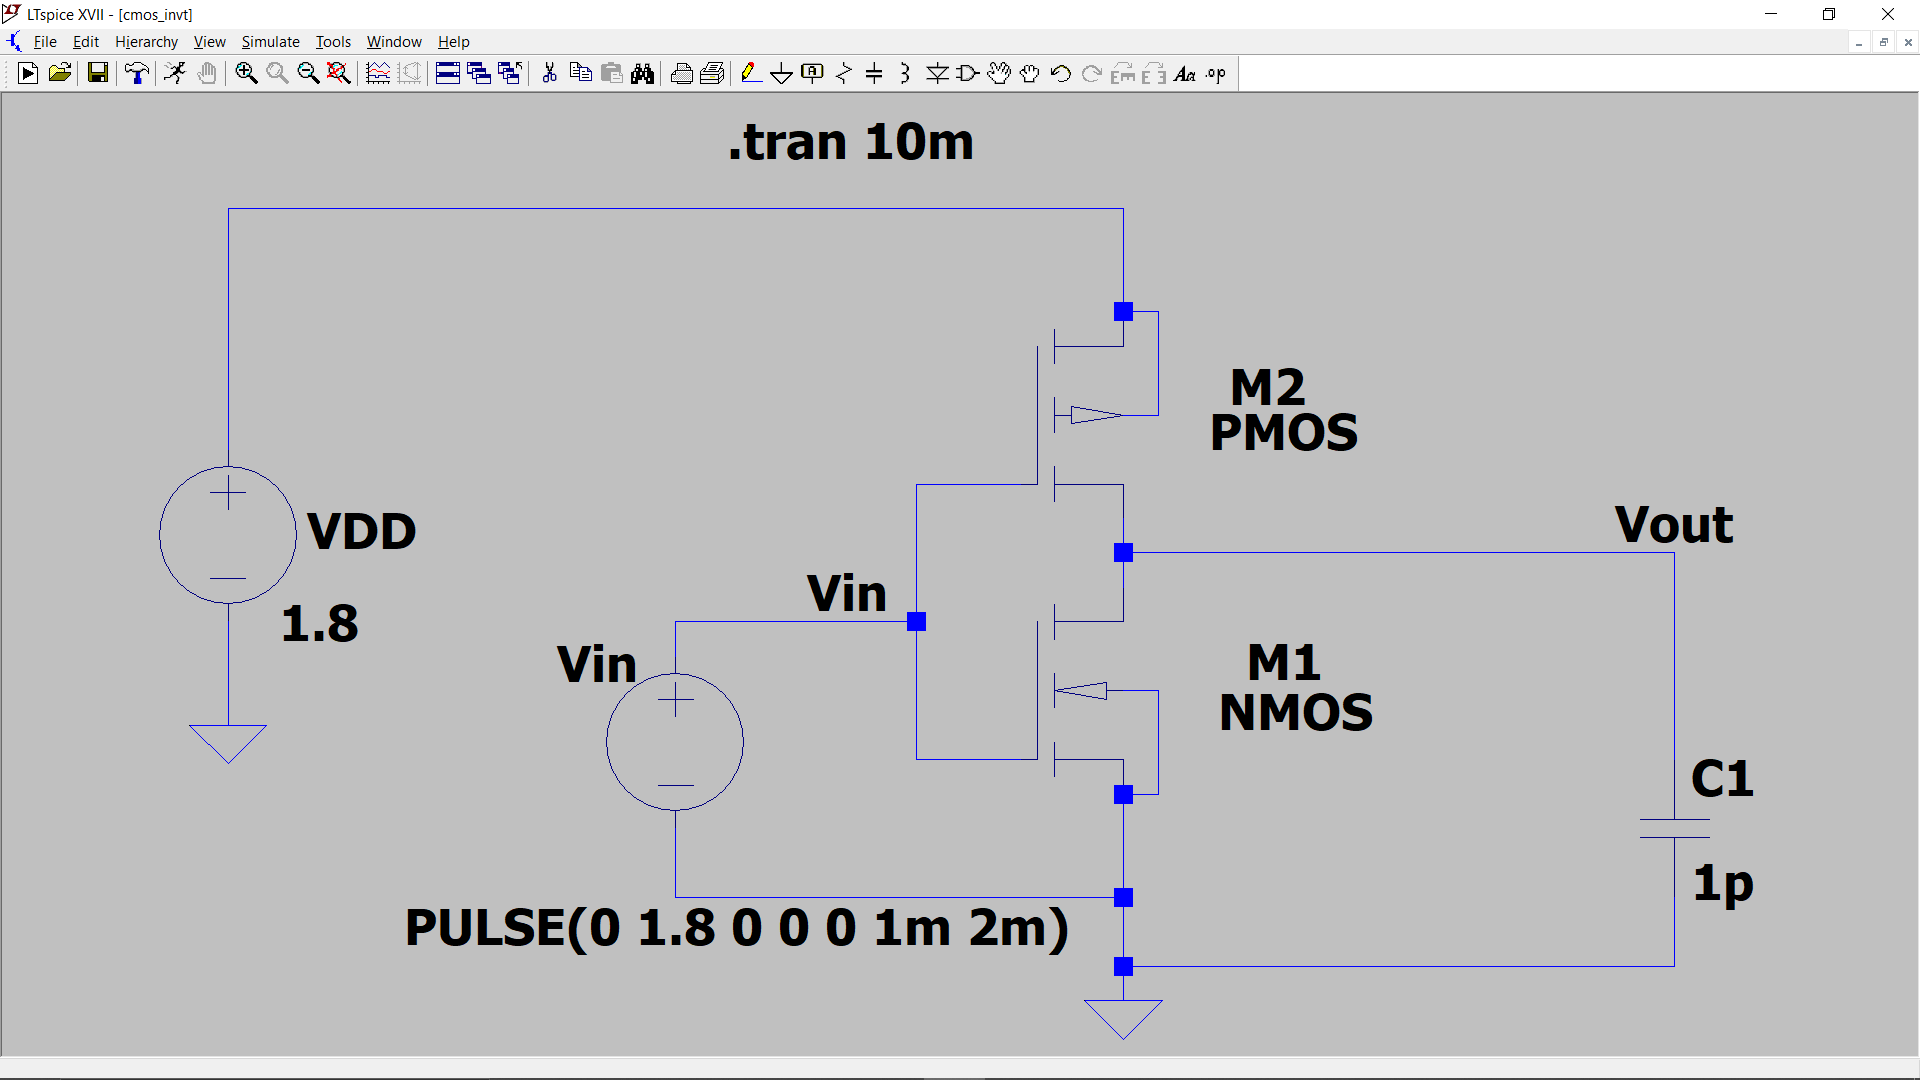 LTspice XVII - [cmos_invt]
File Edit Hierarchy View Simulate Tools Window Help
Aa .op
.tran 10m
M2
PMOS
Vout
VDD
Vin
1.8
Vin
M1
NMOS
C1
1p
PULSE(0 1.8 0 0 0 1m 2m)